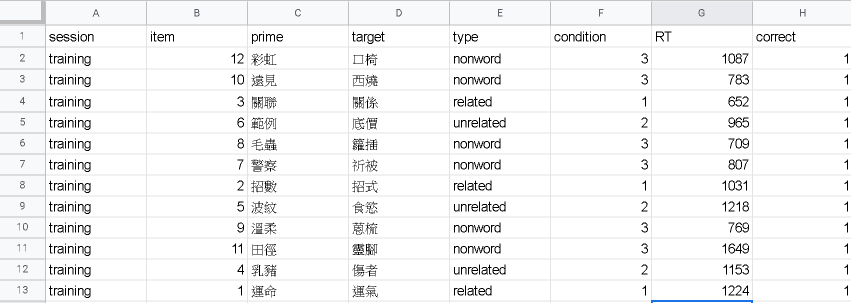 A B C D E F G H
1 session item prime target type condition RT correct
2 training 12 彩虹 口椅 nonword 3 1087 1
3 training 10 遠見 西燒 nonword 3 783 1
4 training 3 關聯 關係 related 1 652 1
5 training 6 範例 底價 unrelated 2 965 1
6 training 8 毛蟲 籮捶 nonword 3 709 1
7 training 7 警察 祈被 nonword 3 807 1
8 training 2 招數 招式 related 1 1031 1
9 training 5 波紋 食慾 unrelated 2 1218 1
10 training 9 溫柔 蔥梳 nonword 3 769 1
11 training 11 田徑 靈腳 nonword 3 1649 1
12 training 4 乳豬 傷者 unrelated 2 1153 1
13 training 1 運命 運氣 related 1 1224 1